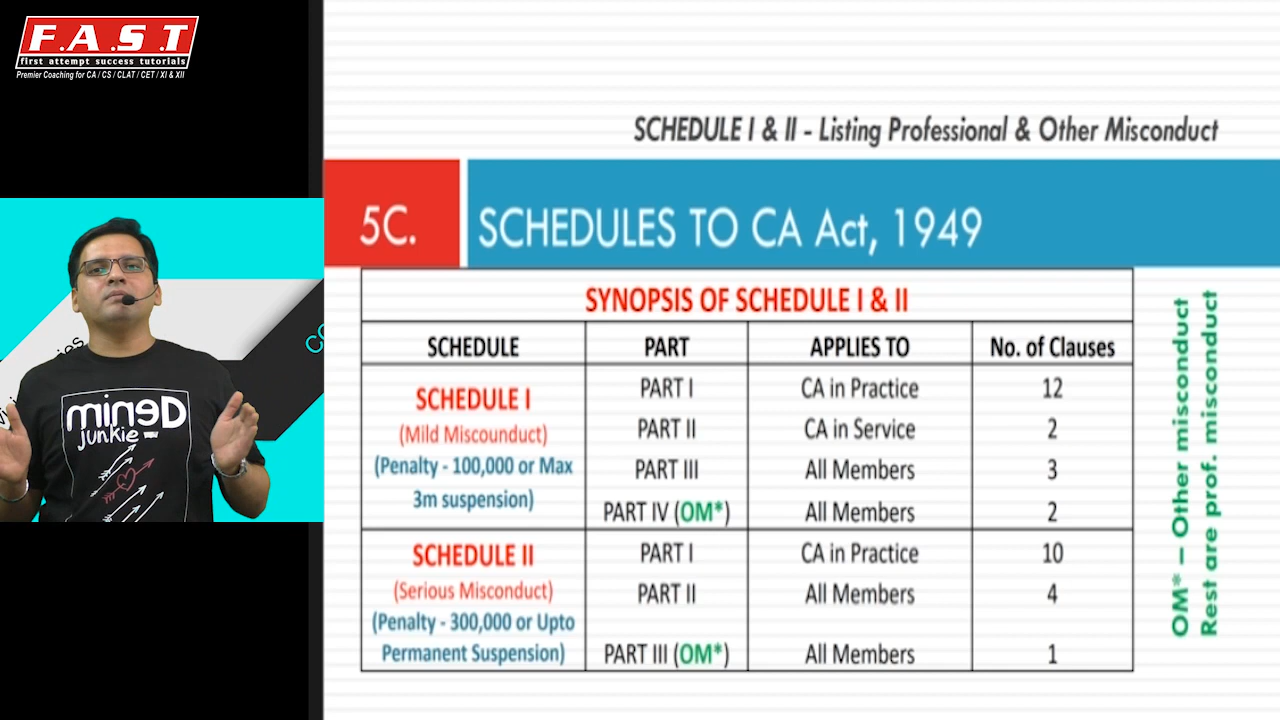 F.A.S.T
first attempt success tutorials
Premier Coaching for CA / CS / CLAT / CET / XI & XII
SCHEDULE I & II - Listing Professional & Other Misconduct
5C. SCHEDULES TO CA Act, 1949
SYNOPSIS OF SCHEDULE I & II
SCHEDULE PART APPLIES TO No. of Clauses
SCHEDULE I
(Mild Miscounduct)
(Penalty - 100,000 or Max
3m suspension)
PART I CA in Practice 12
PART II CA in Service 2
PART III All Members 3
PART IV (OM*) All Members 2
SCHEDULE II
(Serious Misconduct)
(Penalty - 300,000 or Upto
Permanent Suspension)
PART I CA in Practice 10
PART II All Members 4
PART III (OM*) All Members 1
OM* – Other misconduct
Rest are prof. misconduct
Denim
junkie